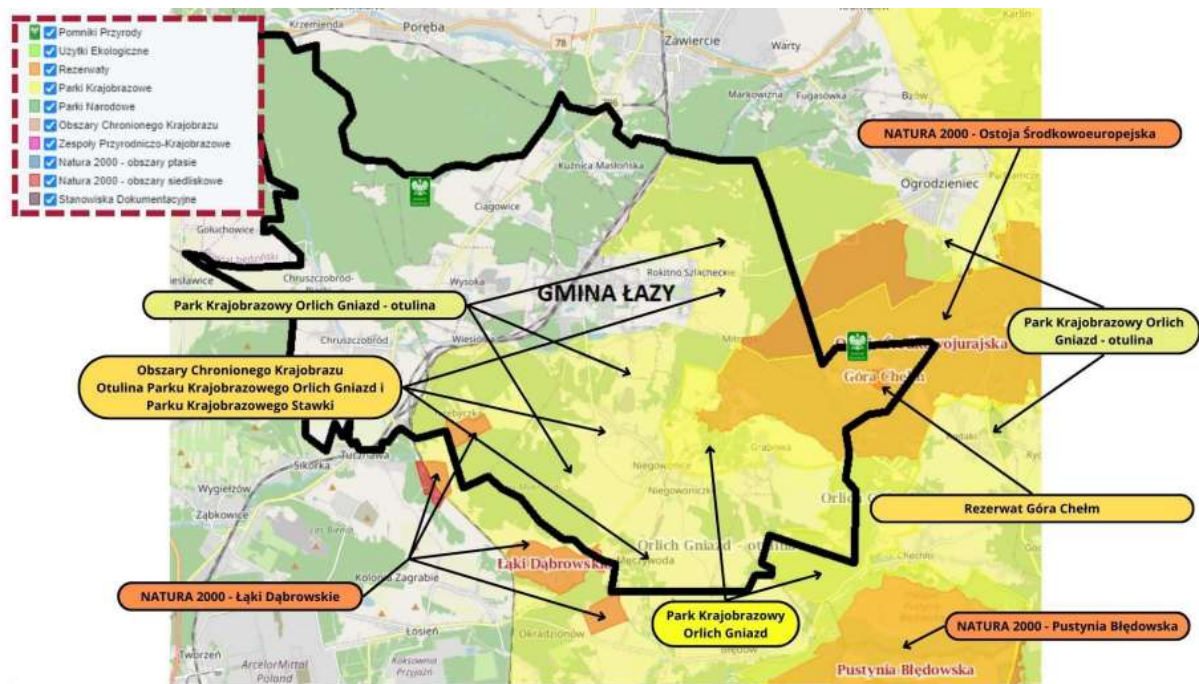 Pomniki Przyrody
Użytki Ekologiczne
Rezerwaty
Parki Krajobrazowe
Parki Narodowe
Obszary Chronionego Krajobrazu
Zespoły Przyrodniczo-Krajobrazowe
Natura 2000 - obszary ptasie
Natura 2000 - obszary siedliskowe
Stanowiska Dokumentacyjne
Krzemienda
Poręba
78
Zawiercie
Warty
Karlin
Markowizna
Fugasówka
Bzów
NATURA 2000 - Ostoja Środkowoeuropejska
Kuźnica Masłońska
Ogrodzieniec
Ciągowice
Gołuchowice
Chruszczobród-
Wysoka
Rokitno Szlacheckie
GMINA ŁAZY
Park Krajobrazowy Orlich Gniazd - otulina
Park Krajobrazowy Orlich
Gniazd - otulina
Chruszczobród
Góra Chełm
Obszary Chronionego Krajobrazu
Otulina Parku Krajobrazowego Orlich Gniazd i
Parku Krajobrazowego Stawki
Grabowa
Tucznawa
Sikorka
Niegowonice
Wygiełzów
Niegowoniczki
Ząbkowice
Rezerwat Góra Chełm
Orlich Gniazd - otulina
Chechło
Łąki Dąbrowskie
Męczywoda
Kolonia Zagrabie
NATURA 2000 - Łąki Dąbrowskie
Park Krajobrazowy
Orlich Gniazd
NATURA 2000 - Pustynia Błędowska
Łosień
Okradzionów
Błędów
Tworzeń
ArcelorMittal
Poland
Koksownia
Przyjaźń
Pustynia Błędowska